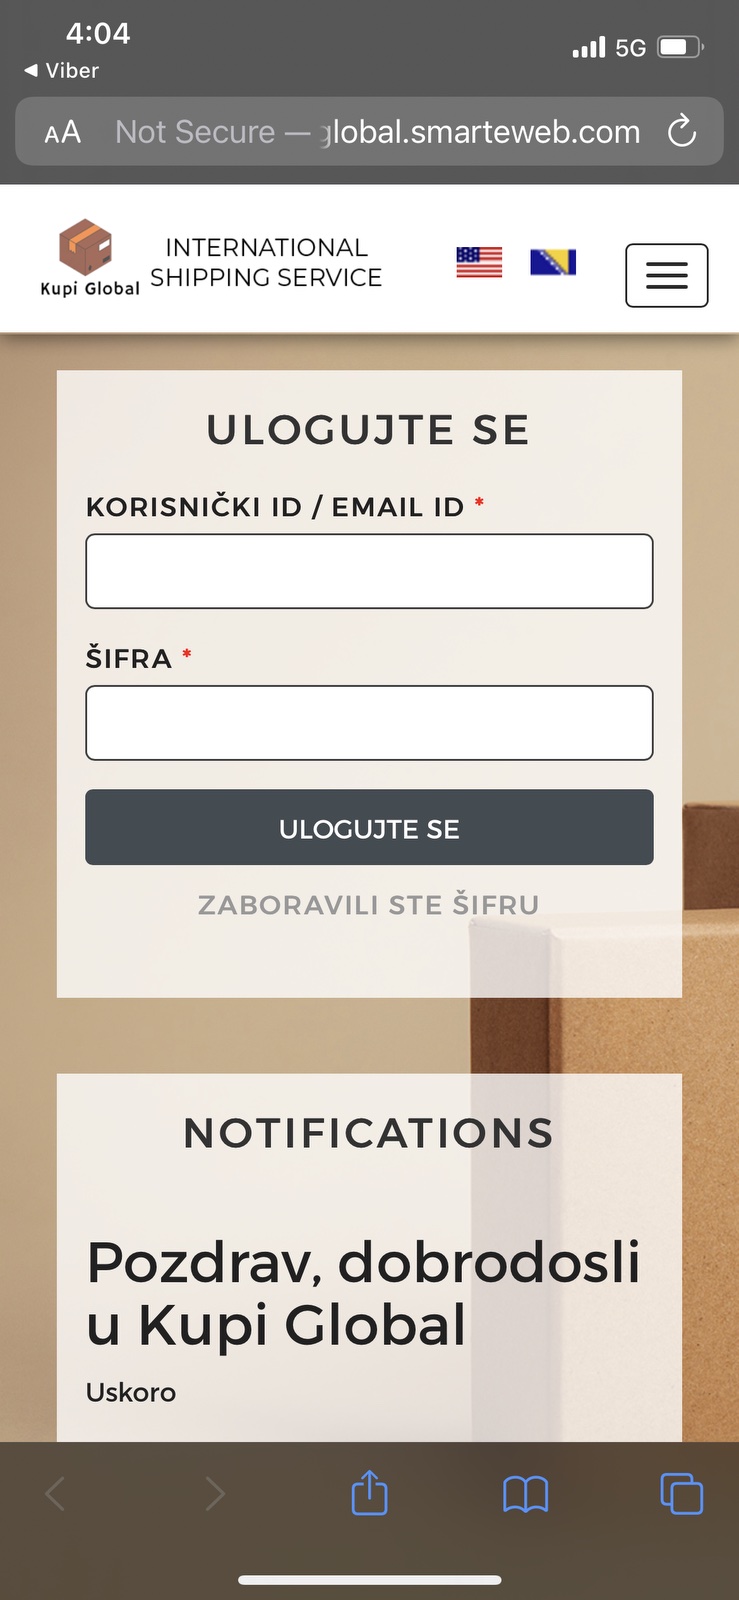 4:04
5G
Viber
AA Not Secure — global.smarteweb.com
Kupi Global
INTERNATIONAL
SHIPPING SERVICE
ULOGUJTE SE
KORISNIČKI ID / EMAIL ID *
ŠIFRA *
ULOGUJTE SE
ZABORAVILI STE ŠIFRU
NOTIFICATIONS
Pozdrav, dobrodosli
u Kupi Global
Uskoro